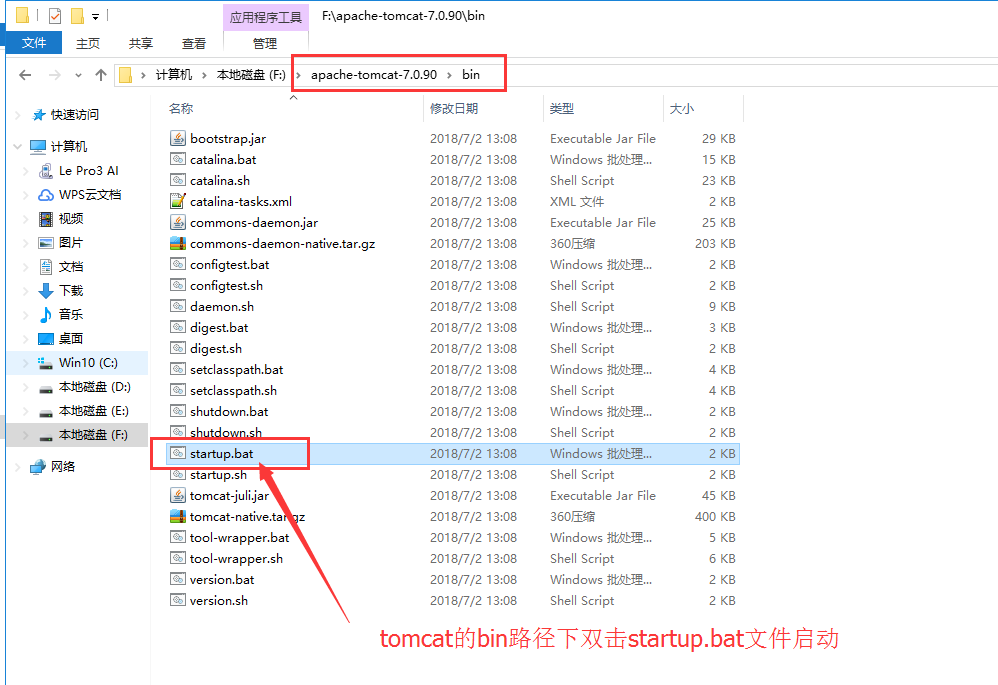 应用程序工具 F:\apache-tomcat-7.0.90\bin
文件 主页 共享 查看 管理
计算机 本地磁盘 (F:) apache-tomcat-7.0.90 bin
名称 修改日期 类型 大小
快速访问
计算机
Le Pro3 AI
WPS云文档
视频
图片
文档
下载
音乐
桌面
Win10 (C:)
本地磁盘 (D:)
本地磁盘 (E:)
本地磁盘 (F:)
网络
bootstrap.jar 2018/7/2 13:08 Executable Jar File 29 KB
catalina.bat 2018/7/2 13:08 Windows 批处理... 15 KB
catalina.sh 2018/7/2 13:08 Shell Script 23 KB
catalina-tasks.xml 2018/7/2 13:08 XML 文件 2 KB
commons-daemon.jar 2018/7/2 13:08 Executable Jar File 25 KB
commons-daemon-native.tar.gz 2018/7/2 13:08 360压缩 203 KB
configtest.bat 2018/7/2 13:08 Windows 批处理... 2 KB
configtest.sh 2018/7/2 13:08 Shell Script 2 KB
daemon.sh 2018/7/2 13:08 Shell Script 9 KB
digest.bat 2018/7/2 13:08 Windows 批处理... 3 KB
digest.sh 2018/7/2 13:08 Shell Script 2 KB
setclasspath.bat 2018/7/2 13:08 Windows 批处理... 4 KB
setclasspath.sh 2018/7/2 13:08 Shell Script 4 KB
shutdown.bat 2018/7/2 13:08 Windows 批处理... 2 KB
shutdown.sh 2018/7/2 13:08 Shell Script 2 KB
startup.bat 2018/7/2 13:08 Windows 批处理... 2 KB
startup.sh 2018/7/2 13:08 Shell Script 2 KB
tomcat-juli.jar 2018/7/2 13:08 Executable Jar File 45 KB
tomcat-native.tar.gz 2018/7/2 13:08 360压缩 400 KB
tool-wrapper.bat 2018/7/2 13:08 Windows 批处理... 5 KB
tool-wrapper.sh 2018/7/2 13:08 Shell Script 6 KB
version.bat 2018/7/2 13:08 Windows 批处理... 2 KB
version.sh 2018/7/2 13:08 Shell Script 2 KB
tomcat的bin路径下双击startup.bat文件启动